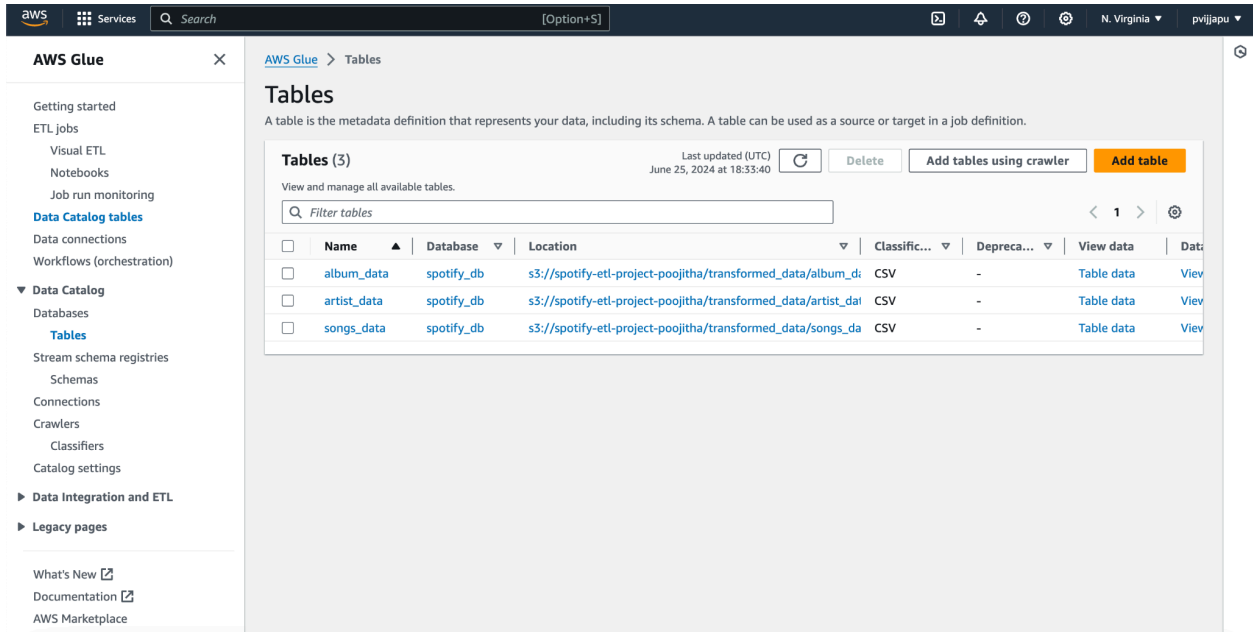 aws Services Search [Option+S] N. Virginia ▼ pvijjapu ▼
AWS Glue
Getting started
ETL jobs
Visual ETL
Notebooks
Job run monitoring
Data Catalog tables
Data connections
Workflows (orchestration)
Data Catalog
Databases
Tables
Stream schema registries
Schemas
Connections
Crawlers
Classifiers
Catalog settings
Data Integration and ETL
Legacy pages
What's New
Documentation
AWS Marketplace
AWS Glue > Tables
Tables
A table is the metadata definition that represents your data, including its schema. A table can be used as a source or target in a job definition.
Tables (3)
Last updated (UTC)
June 25, 2024 at 18:33:40
Delete Add tables using crawler Add table
View and manage all available tables.
Filter tables
< 1 >
Name Database Location Classific... Depreca... View data Data
album_data spotify_db s3://spotify-etl-project-poojitha/transformed_data/album_da CSV - Table data View
artist_data spotify_db s3://spotify-etl-project-poojitha/transformed_data/artist_dat CSV - Table data View
songs_data spotify_db s3://spotify-etl-project-poojitha/transformed_data/songs_da CSV - Table data View